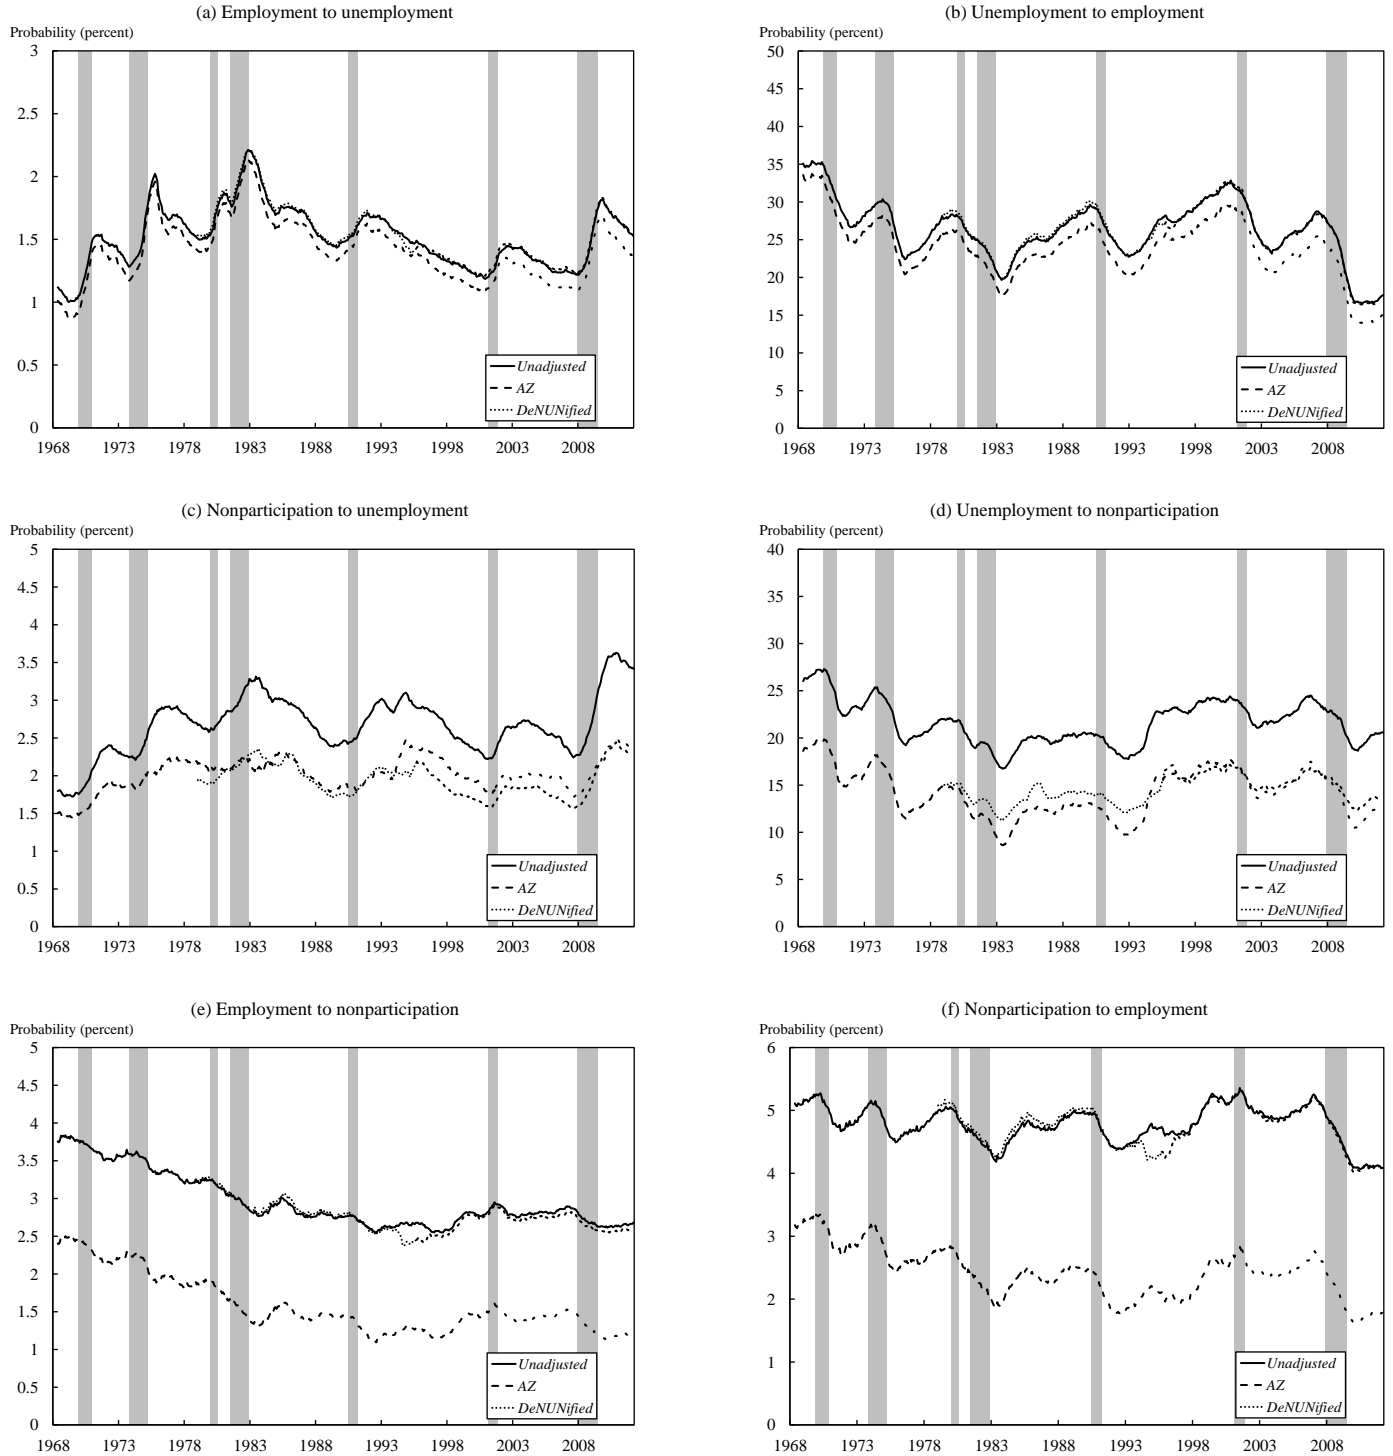 (a) Employment to unemployment
Probability (percent)
3
2.5
2
1.5
1
0.5
0
1968 1973 1978 1983 1988 1993 1998 2003 2008
Unadjusted
AZ
DeNUNified
(b) Unemployment to employment
Probability (percent)
50
45
40
35
30
25
20
15
10
5
0
1968 1973 1978 1983 1988 1993 1998 2003 2008
Unadjusted
AZ
DeNUNified
(c) Nonparticipation to unemployment
Probability (percent)
5
4.5
4
3.5
3
2.5
2
1.5
1
0.5
0
1968 1973 1978 1983 1988 1993 1998 2003 2008
Unadjusted
AZ
DeNUNified
(d) Unemployment to nonparticipation
Probability (percent)
40
35
30
25
20
15
10
5
0
1968 1973 1978 1983 1988 1993 1998 2003 2008
Unadjusted
AZ
DeNUNified
(e) Employment to nonparticipation
Probability (percent)
5
4.5
4
3.5
3
2.5
2
1.5
1
0.5
0
1968 1973 1978 1983 1988 1993 1998 2003 2008
Unadjusted
AZ
DeNUNified
(f) Nonparticipation to employment
Probability (percent)
6
5
4
3
2
1
0
1968 1973 1978 1983 1988 1993 1998 2003 2008
Unadjusted
AZ
DeNUNified